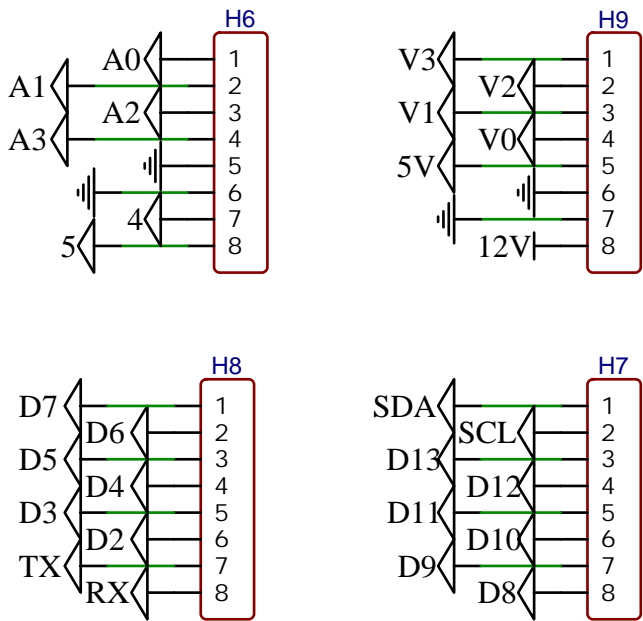 H6
A0 1
A1 2
A2 3
A3 4
5
6
4 7
5 8
H9
V3 1
V2 2
V1 3
V0 4
5V 5
6
7
12V 8
H8
D7 1
D6 2
D5 3
D4 4
D3 5
D2 6
TX 7
RX 8
H7
SDA 1
SCL 2
D13 3
D12 4
D11 5
D10 6
D9 7
D8 8